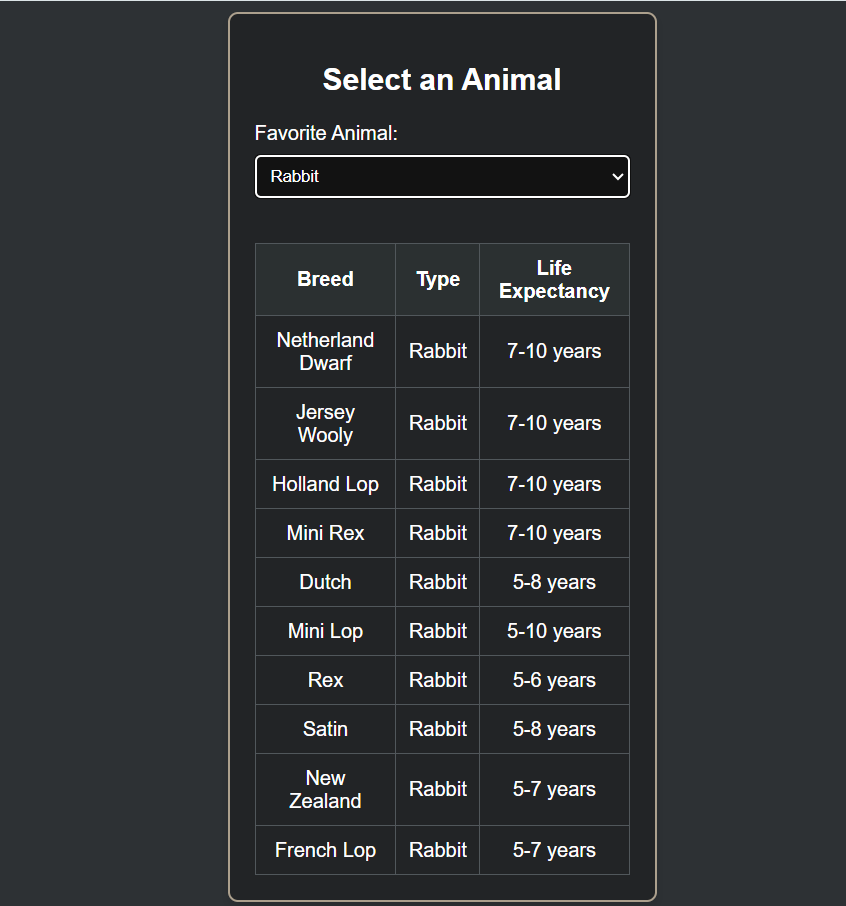 Select an Animal
Favorite Animal:
Rabbit
Breed Type Life Expectancy
Netherland Dwarf Rabbit 7-10 years
Jersey Wooly Rabbit 7-10 years
Holland Lop Rabbit 7-10 years
Mini Rex Rabbit 7-10 years
Dutch Rabbit 5-8 years
Mini Lop Rabbit 5-10 years
Rex Rabbit 5-6 years
Satin Rabbit 5-8 years
New Zealand Rabbit 5-7 years
French Lop Rabbit 5-7 years